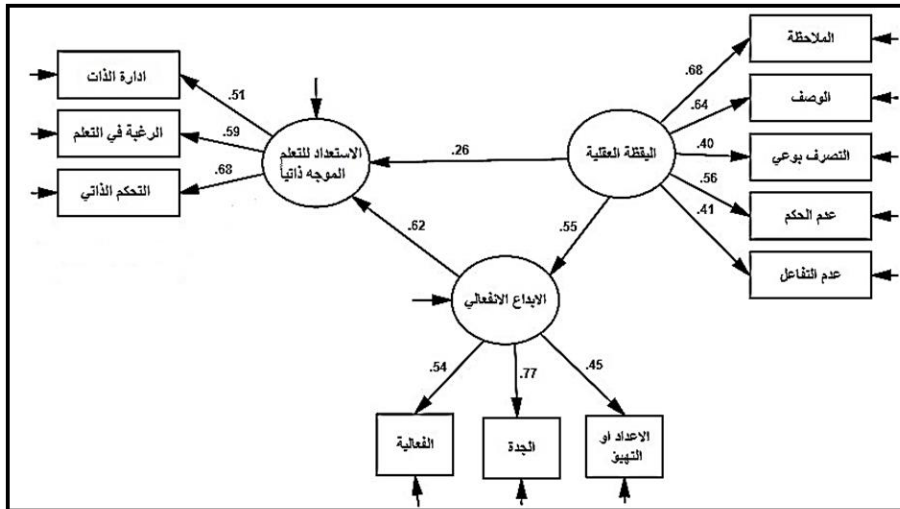 الملاحظة
.68
ادارة الذات
الوصف
.64
.51
الرغبة في التعلم
.59
الاستعداد للتعلم
الموجه ذاتياً
.26
اليقظة العقلية
.40
التصرف بوعي
التحكم الذاتي
.68
.56
عدم الحكم
.41
.62
.55
عدم التفاعل
الابداع الانفعالي
.54
.77
.45
الفعالية
الجدة
الاعداد او
التهيؤ